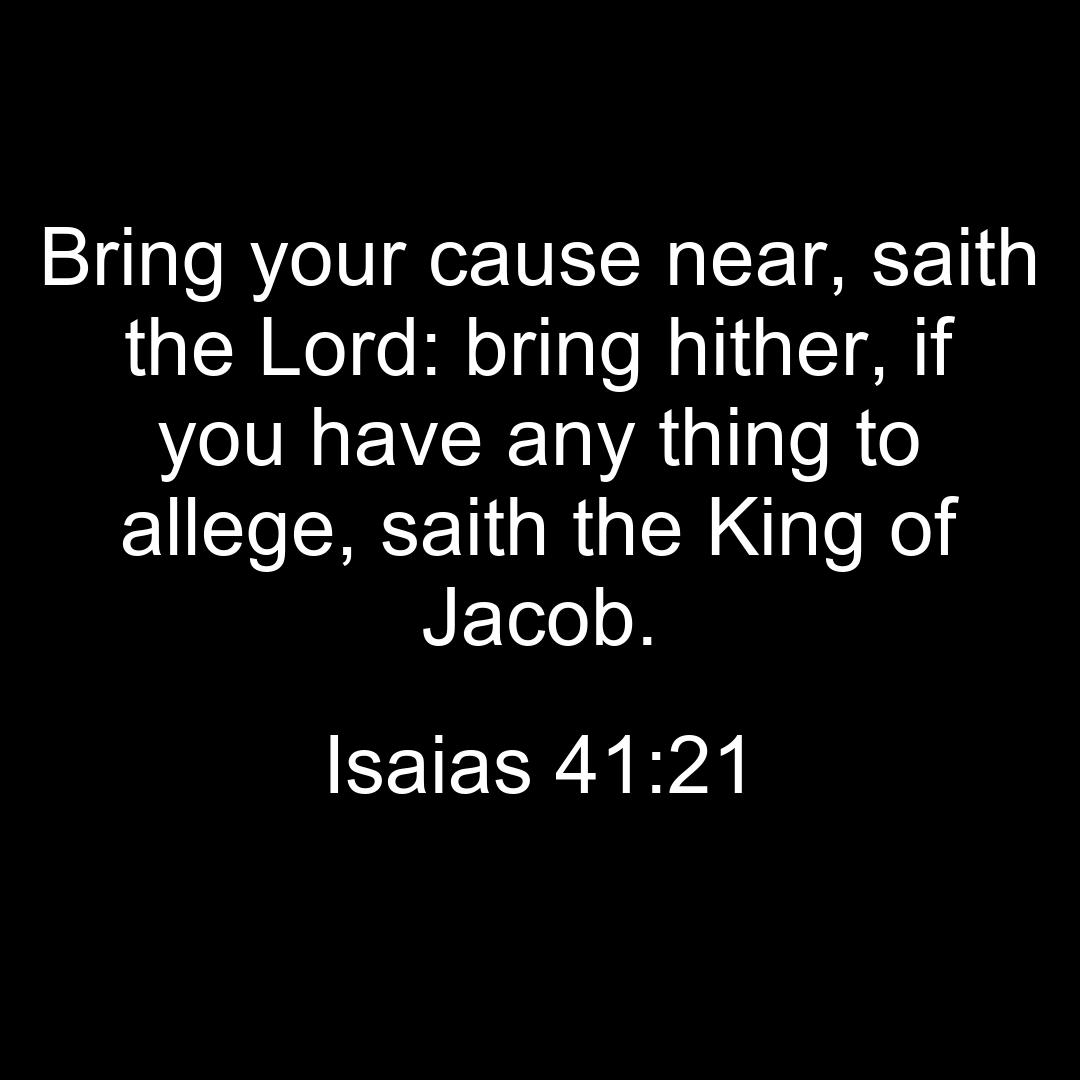 Bring your cause near, saith
the Lord: bring hither, if
you have any thing to
allege, saith the King of
Jacob.
Isaias 41:21